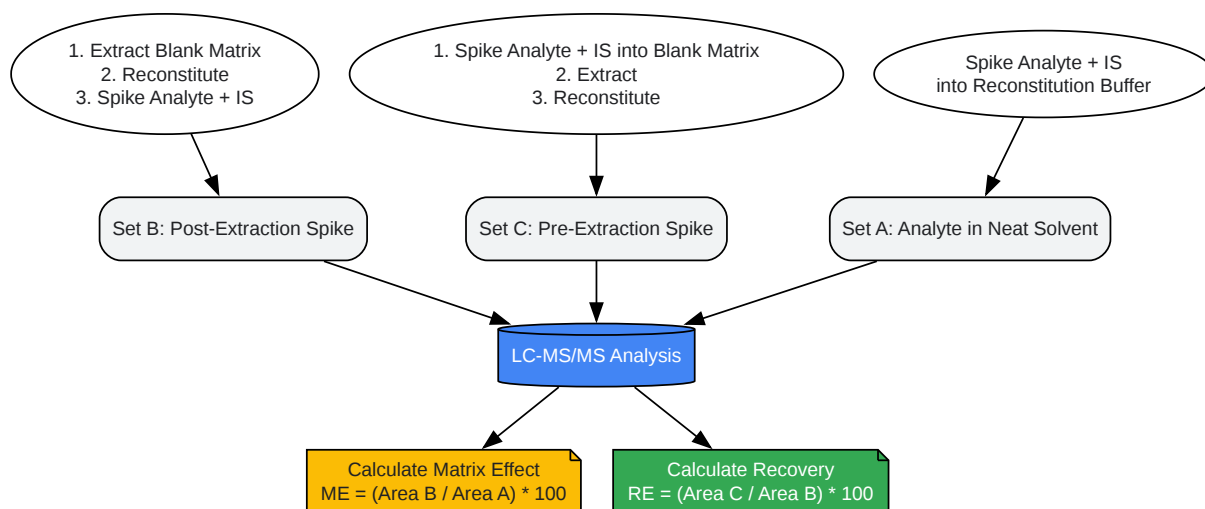 1. Extract Blank Matrix
2. Reconstitute
3. Spike Analyte + IS
1. Spike Analyte + IS into Blank Matrix
2. Extract
3. Reconstitute
Spike Analyte + IS
into Reconstitution Buffer
Set B: Post-Extraction Spike
Set C: Pre-Extraction Spike
Set A: Analyte in Neat Solvent
LC-MS/MS Analysis
Calculate Matrix Effect
ME = (Area B / Area A) * 100
Calculate Recovery
RE = (Area C / Area B) * 100